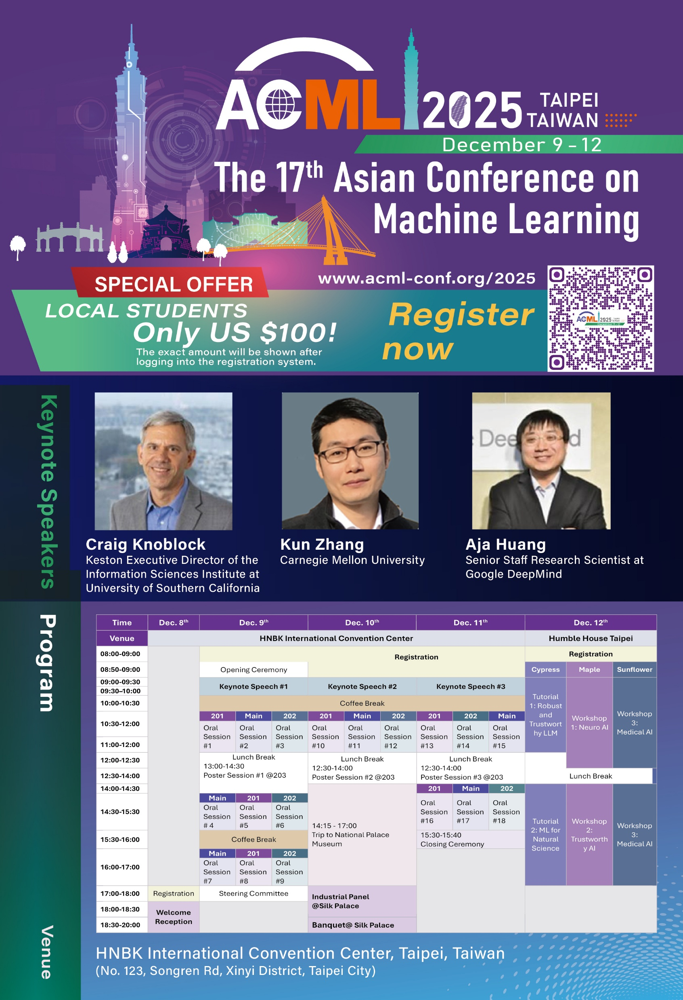 ACML 2025 TAIPEI
TAIWAN
December 9 – 12
The 17th Asian Conference on
Machine Learning
AI
SPECIAL OFFER
www.acml-conf.org/2025
LOCAL STUDENTS
Only US $100!
The exact amount will be shown after
logging into the registration system.
Register
now
ACML 2025
December 9 - 12
Keynote Speakers
Craig Knoblock
Keston Executive Director of the
Information Sciences Institute at
University of Southern California
Kun Zhang
Carnegie Mellon University
Dee d
Aja Huang
Senior Staff Research Scientist at
Google DeepMind
Program
Time Dec. 8th Dec. 9th Dec. 10th Dec. 11th Dec. 12th
Venue HNBK International Convention Center Humble House Taipei
08:00-09:00 Registration Registration
08:50-09:00 Opening Ceremony Cypress Maple Sunflower
09:00-09:30
09:30–10:00
Keynote Speech #1 Keynote Speech #2 Keynote Speech #3
10:00-10:30 Coffee Break
Tutorial
1: Robust
and
Trustwort
hy LLM
Workshop
1: Neuro AI
Workshop
3:
Medical AI
10:30-12:00
201 Main 202 201 Main 202 201 202 Main
Oral Oral Oral Oral Oral Oral Oral Oral Oral
Session Session Session Session Session Session Session Session Session
#1 #2 #3 #10 #11 #12 #13 #14 #15
11:00-12:00
12:00-12:30
Lunch Break
13:00-14:30
Poster Session #1 @203
Lunch Break
12:30-14:00
Poster Session #2 @203
Lunch Break
12:30-14:00
Poster Session #3 @203
12:30-14:00 Lunch Break
14:00-14:30 201 Main 202
14:30-15:30
Main 201 202
Oral Oral Oral
Session Session Session
# 4 #5 #6
14:15 - 17:00
Trip to National Palace
Museum
Oral Oral Oral
Session Session Session
#16 #17 #18
Tutorial
2: ML for
Natural
Science
Workshop
2:
Trustworth
y AI
Workshop
3:
Medical AI
15:30-16:00 Coffee Break
15:30-15:40
Closing Ceremony
16:00-17:00
Main 201 202
Oral Oral Oral
Session Session Session
#7 #8 #9
17:00-18:00 Registration Steering Committee
Industrial Panel
@Silk Palace
18:00-18:30
Welcome
Reception
18:30-20:00 Banquet@ Silk Palace
Venue
HNBK International Convention Center, Taipei, Taiwan
(No. 123, Songren Rd, Xinyi District, Taipei City)